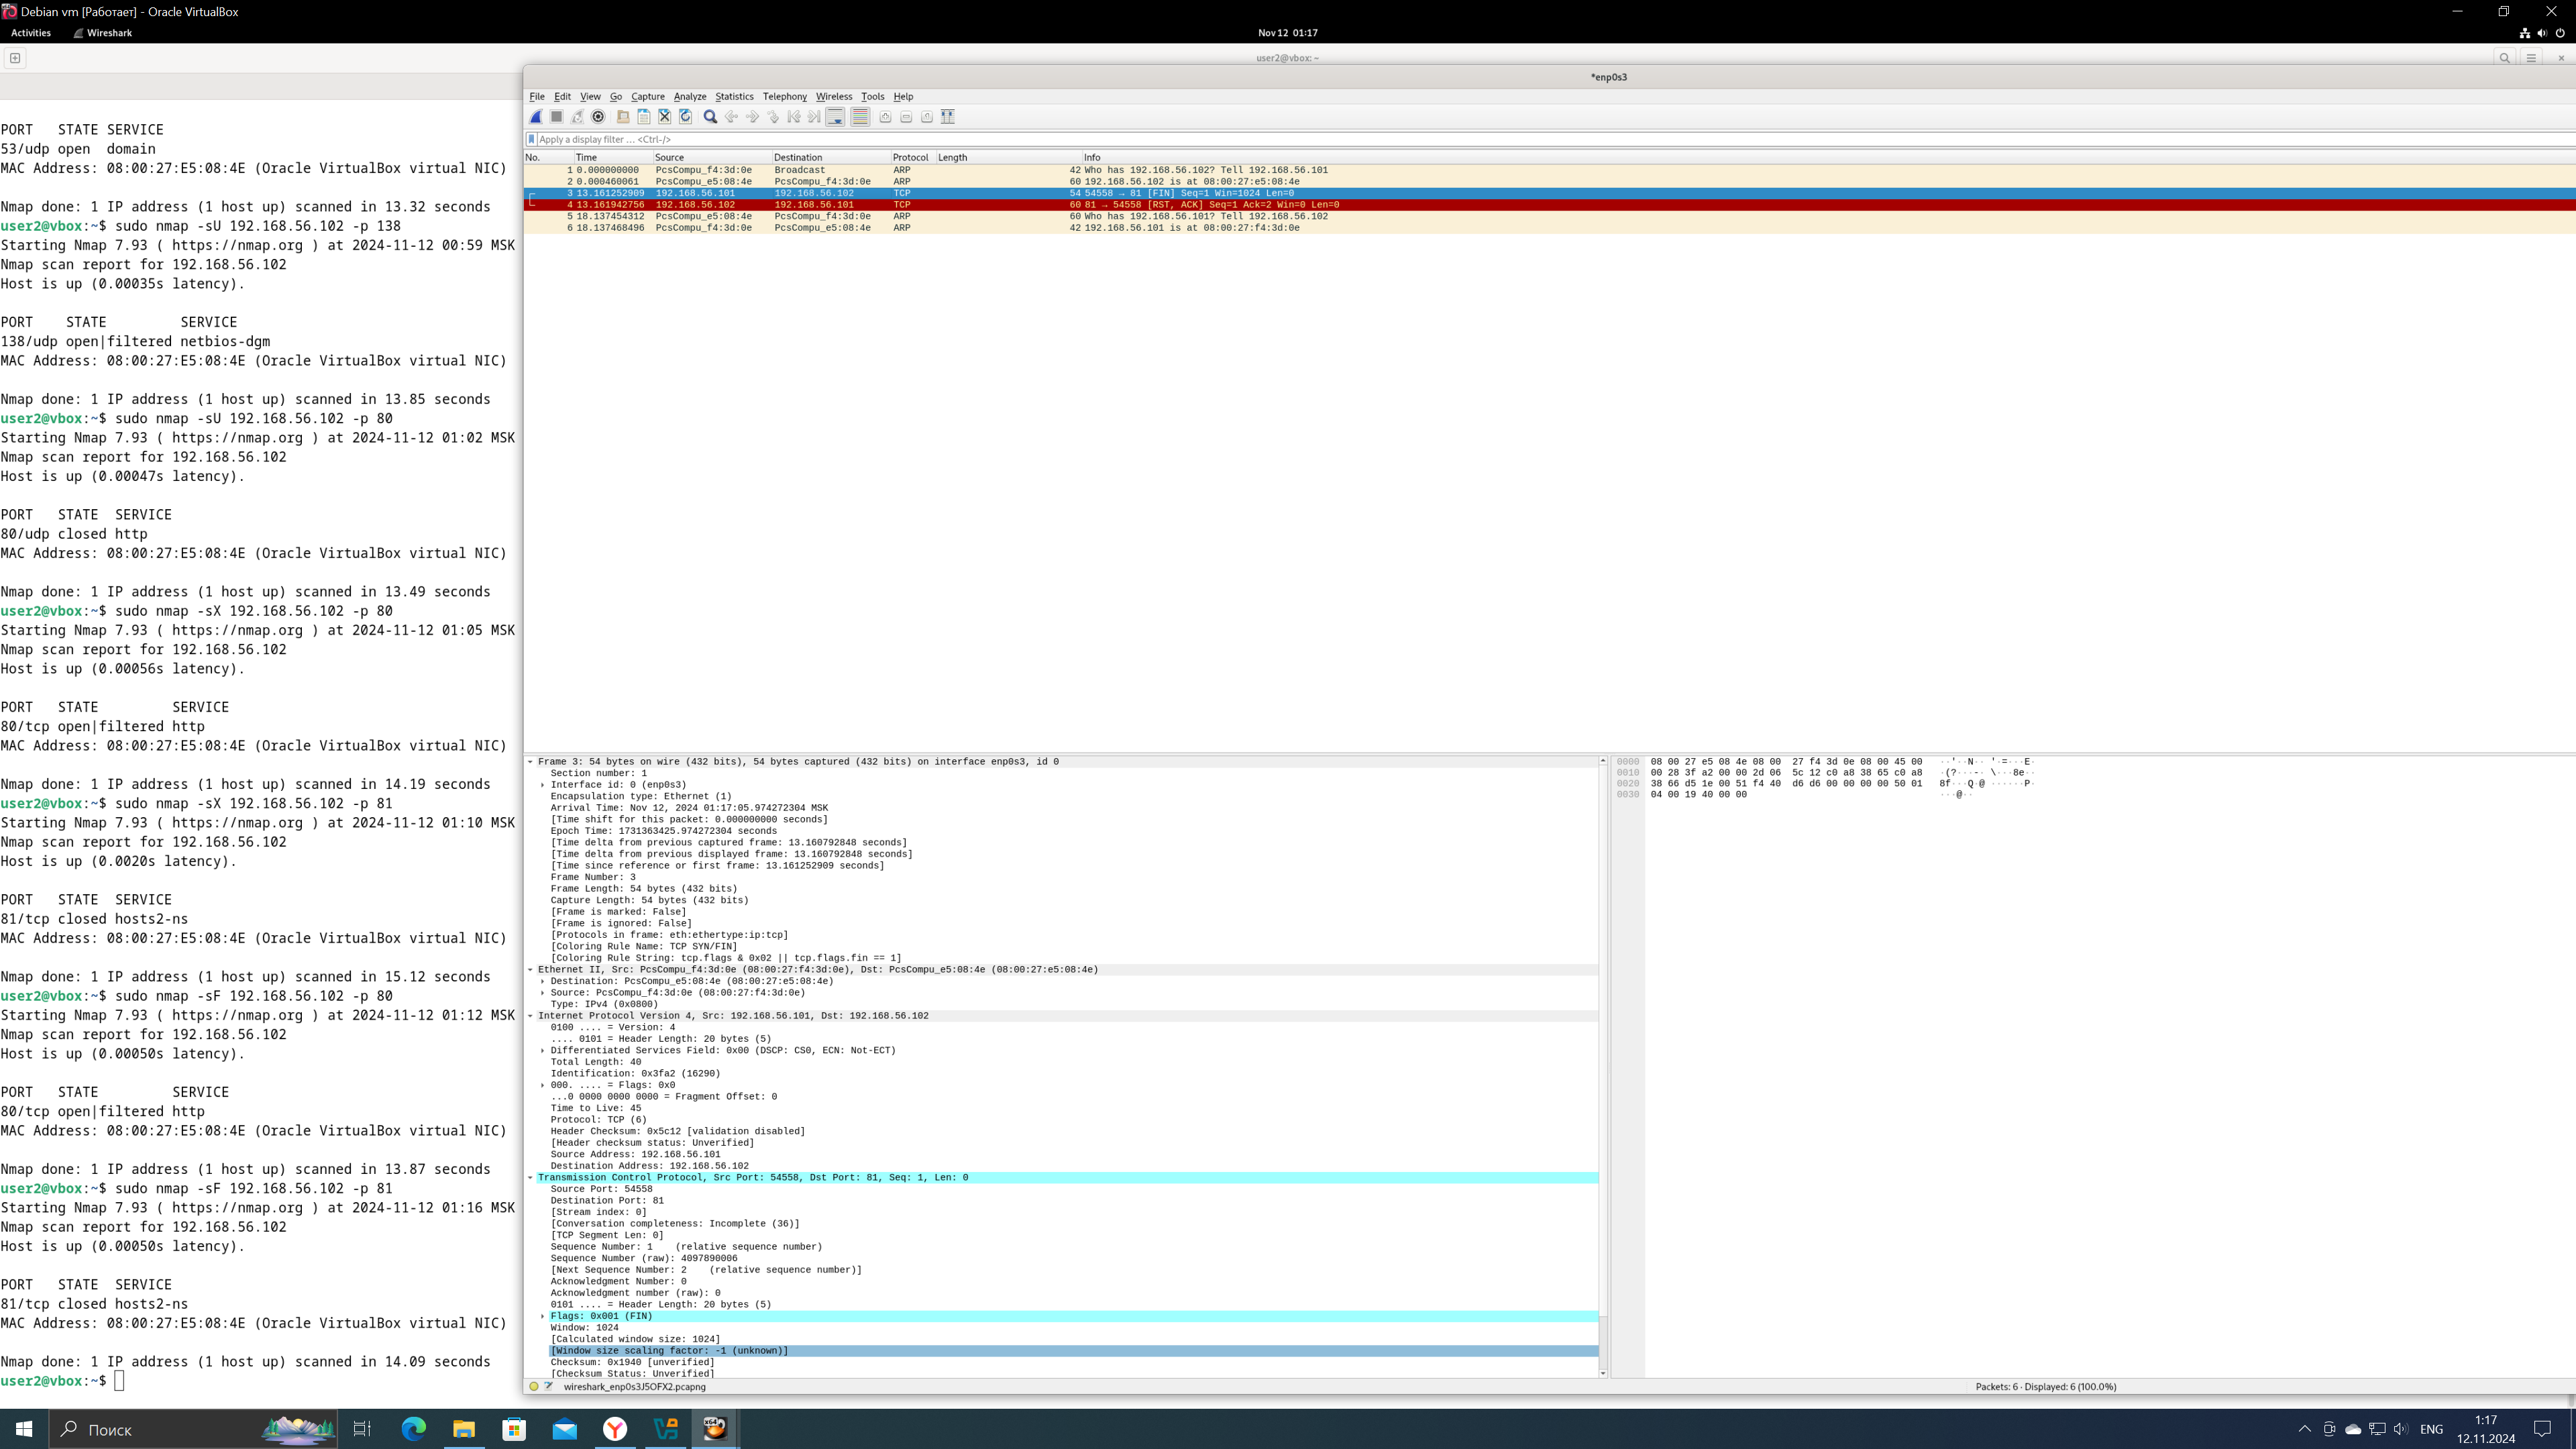 Debian vm [Работает] - Oracle VirtualBox
Activities Wireshark Nov 12 01:17
user2@vbox: ~
PORT   STATE SERVICE
53/udp open  domain
MAC Address: 08:00:27:E5:08:4E (Oracle VirtualBox virtual NIC)
Nmap done: 1 IP address (1 host up) scanned in 13.32 seconds
user2@vbox:~$ sudo nmap -sU 192.168.56.102 -p 138
Starting Nmap 7.93 ( https://nmap.org ) at 2024-11-12 00:59 MSK
Nmap scan report for 192.168.56.102
Host is up (0.00035s latency).
PORT    STATE         SERVICE
138/udp open|filtered netbios-dgm
MAC Address: 08:00:27:E5:08:4E (Oracle VirtualBox virtual NIC)
Nmap done: 1 IP address (1 host up) scanned in 13.85 seconds
user2@vbox:~$ sudo nmap -sU 192.168.56.102 -p 80
Starting Nmap 7.93 ( https://nmap.org ) at 2024-11-12 01:02 MSK
Nmap scan report for 192.168.56.102
Host is up (0.00047s latency).
PORT   STATE  SERVICE
80/udp closed http
MAC Address: 08:00:27:E5:08:4E (Oracle VirtualBox virtual NIC)
Nmap done: 1 IP address (1 host up) scanned in 13.49 seconds
user2@vbox:~$ sudo nmap -sX 192.168.56.102 -p 80
Starting Nmap 7.93 ( https://nmap.org ) at 2024-11-12 01:05 MSK
Nmap scan report for 192.168.56.102
Host is up (0.00056s latency).
PORT   STATE         SERVICE
80/tcp open|filtered http
MAC Address: 08:00:27:E5:08:4E (Oracle VirtualBox virtual NIC)
Nmap done: 1 IP address (1 host up) scanned in 14.19 seconds
user2@vbox:~$ sudo nmap -sX 192.168.56.102 -p 81
Starting Nmap 7.93 ( https://nmap.org ) at 2024-11-12 01:10 MSK
Nmap scan report for 192.168.56.102
Host is up (0.0020s latency).
PORT   STATE  SERVICE
81/tcp closed hosts2-ns
MAC Address: 08:00:27:E5:08:4E (Oracle VirtualBox virtual NIC)
Nmap done: 1 IP address (1 host up) scanned in 15.12 seconds
user2@vbox:~$ sudo nmap -sF 192.168.56.102 -p 80
Starting Nmap 7.93 ( https://nmap.org ) at 2024-11-12 01:12 MSK
Nmap scan report for 192.168.56.102
Host is up (0.00050s latency).
PORT   STATE         SERVICE
80/tcp open|filtered http
MAC Address: 08:00:27:E5:08:4E (Oracle VirtualBox virtual NIC)
Nmap done: 1 IP address (1 host up) scanned in 13.87 seconds
user2@vbox:~$ sudo nmap -sF 192.168.56.102 -p 81
Starting Nmap 7.93 ( https://nmap.org ) at 2024-11-12 01:16 MSK
Nmap scan report for 192.168.56.102
Host is up (0.00050s latency).
PORT   STATE  SERVICE
81/tcp closed hosts2-ns
MAC Address: 08:00:27:E5:08:4E (Oracle VirtualBox virtual NIC)
Nmap done: 1 IP address (1 host up) scanned in 14.09 seconds
user2@vbox:~$
*enp0s3
File Edit View Go Capture Analyze Statistics Telephony Wireless Tools Help
Apply a display filter … <Ctrl-/>
No. Time Source Destination Protocol Length Info
1 0.000000000 PcsCompu_f4:3d:0e Broadcast ARP 42 Who has 192.168.56.102? Tell 192.168.56.101
2 0.000460061 PcsCompu_e5:08:4e PcsCompu_f4:3d:0e ARP 60 192.168.56.102 is at 08:00:27:e5:08:4e
3 13.161252909 192.168.56.101 192.168.56.102 TCP 54 54558 → 81 [FIN] Seq=1 Win=1024 Len=0
4 13.161942756 192.168.56.102 192.168.56.101 TCP 60 81 → 54558 [RST, ACK] Seq=1 Ack=2 Win=0 Len=0
5 18.137454312 PcsCompu_e5:08:4e PcsCompu_f4:3d:0e ARP 60 Who has 192.168.56.101? Tell 192.168.56.102
6 18.137468496 PcsCompu_f4:3d:0e PcsCompu_e5:08:4e ARP 42 192.168.56.101 is at 08:00:27:f4:3d:0e
Frame 3: 54 bytes on wire (432 bits), 54 bytes captured (432 bits) on interface enp0s3, id 0
Section number: 1
Interface id: 0 (enp0s3)
Encapsulation type: Ethernet (1)
Arrival Time: Nov 12, 2024 01:17:05.974272304 MSK
[Time shift for this packet: 0.000000000 seconds]
Epoch Time: 1731363425.974272304 seconds
[Time delta from previous captured frame: 13.160792848 seconds]
[Time delta from previous displayed frame: 13.160792848 seconds]
[Time since reference or first frame: 13.161252909 seconds]
Frame Number: 3
Frame Length: 54 bytes (432 bits)
Capture Length: 54 bytes (432 bits)
[Frame is marked: False]
[Frame is ignored: False]
[Protocols in frame: eth:ethertype:ip:tcp]
[Coloring Rule Name: TCP SYN/FIN]
[Coloring Rule String: tcp.flags & 0x02 || tcp.flags.fin == 1]
Ethernet II, Src: PcsCompu_f4:3d:0e (08:00:27:f4:3d:0e), Dst: PcsCompu_e5:08:4e (08:00:27:e5:08:4e)
Destination: PcsCompu_e5:08:4e (08:00:27:e5:08:4e)
Source: PcsCompu_f4:3d:0e (08:00:27:f4:3d:0e)
Type: IPv4 (0x0800)
Internet Protocol Version 4, Src: 192.168.56.101, Dst: 192.168.56.102
0100 .... = Version: 4
.... 0101 = Header Length: 20 bytes (5)
Differentiated Services Field: 0x00 (DSCP: CS0, ECN: Not-ECT)
Total Length: 40
Identification: 0x3fa2 (16290)
000. .... = Flags: 0x0
...0 0000 0000 0000 = Fragment Offset: 0
Time to Live: 45
Protocol: TCP (6)
Header Checksum: 0x5c12 [validation disabled]
[Header checksum status: Unverified]
Source Address: 192.168.56.101
Destination Address: 192.168.56.102
Transmission Control Protocol, Src Port: 54558, Dst Port: 81, Seq: 1, Len: 0
Source Port: 54558
Destination Port: 81
[Stream index: 0]
[Conversation completeness: Incomplete (36)]
[TCP Segment Len: 0]
Sequence Number: 1    (relative sequence number)
Sequence Number (raw): 4097890006
[Next Sequence Number: 2    (relative sequence number)]
Acknowledgment Number: 0
Acknowledgment number (raw): 0
0101 .... = Header Length: 20 bytes (5)
Flags: 0x001 (FIN)
Window: 1024
[Calculated window size: 1024]
[Window size scaling factor: -1 (unknown)]
Checksum: 0x1940 [unverified]
[Checksum Status: Unverified]
0000 08 00 27 e5 08 4e 08 00 27 f4 3d 0e 08 00 45 00 ··'··N·· '·=···E·
0010 00 28 3f a2 00 00 2d 06 5c 12 c0 a8 38 65 c0 a8 ·(?···-· \···8e··
0020 38 66 d5 1e 00 51 f4 40 d6 d6 00 00 00 00 50 01 8f···Q·@ ······P·
0030 04 00 19 40 00 00 ···@··
wireshark_enp0s3J5OFX2.pcapng Packets: 6 · Displayed: 6 (100.0%)
Поиск
ENG
1:17
12.11.2024